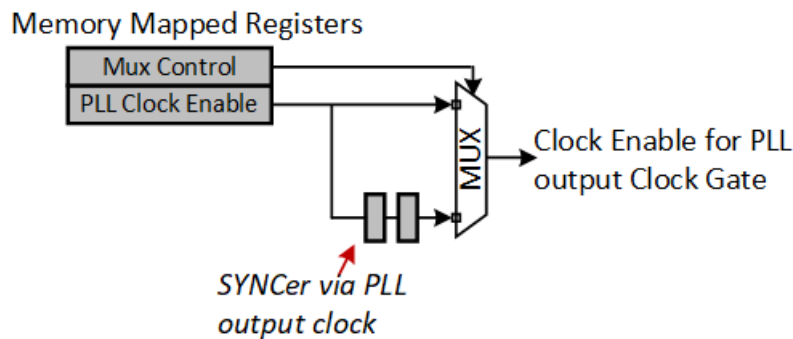 Memory Mapped Registers
Mux Control
PLL Clock Enable
MUX
Clock Enable for PLL
output Clock Gate
SYNCer via PLL
output clock